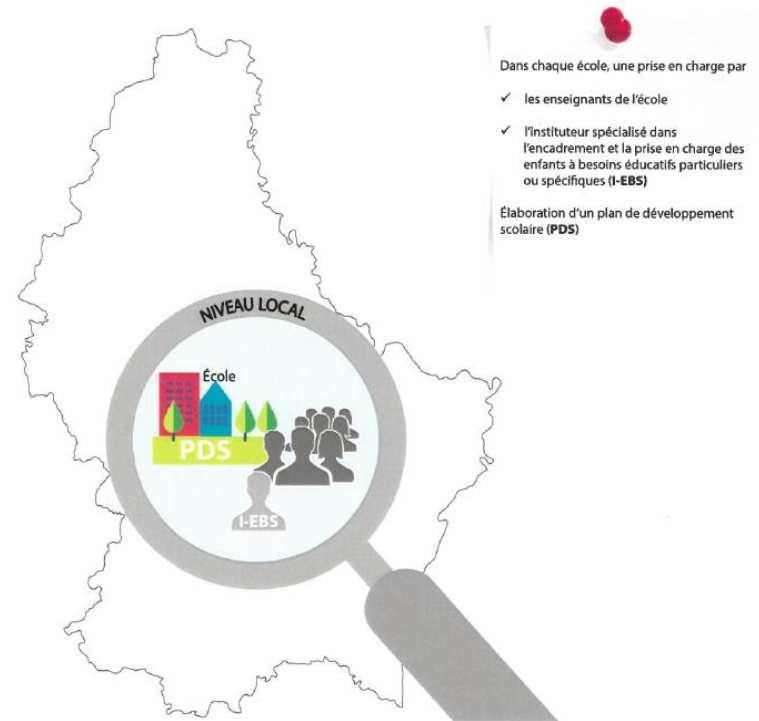 Dans chaque école, une prise en charge par
✓ les enseignants de l'école
✓ l'instituteur spécialisé dans
l'encadrement et la prise en charge des
enfants à besoins éducatifs particuliers
ou spécifiques (I-EBS)
Élaboration d'un plan de développement
scolaire (PDS)
NIVEAU LOCAL
École
PDS
I-EBS